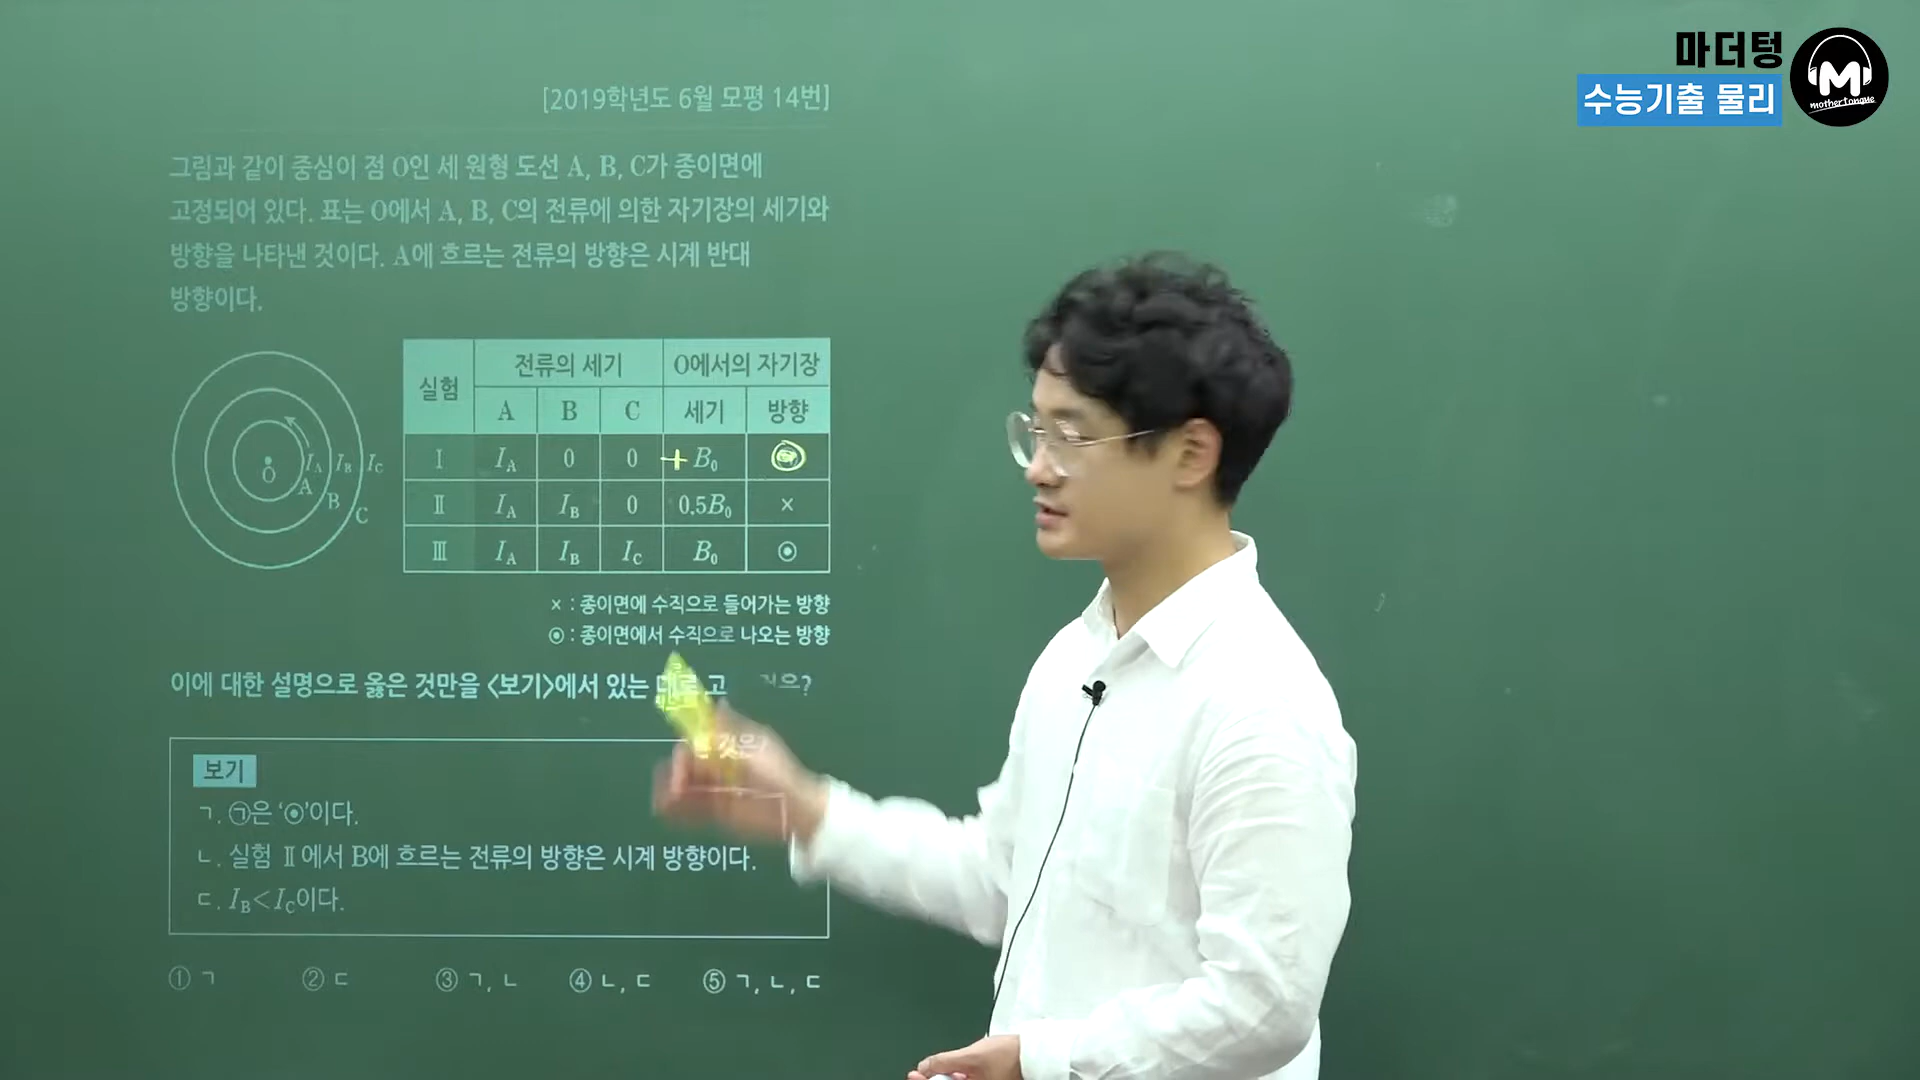 마더텅
수능기출 물리
mothertongue
[2019학년도 6월 모평 14번]
그림과 같이 중심이 점 O인 세 원형 도선 A, B, C가 종이면에
고정되어 있다. 표는 O에서 A, B, C의 전류에 의한 자기장의 세기와
방향을 나타낸 것이다. A에 흐르는 전류의 방향은 시계 반대
방향이다.
O I_A I_B I_C
A B C
실험 전류의 세기 O에서의 자기장
A B C 세기 방향
Ⅰ I_A 0 0 + B₀
Ⅱ I_A I_B 0 0.5B₀ ×
Ⅲ I_A I_B I_C B₀ ⊙
× : 종이면에 수직으로 들어가는 방향
⊙ : 종이면에서 수직으로 나오는 방향
이에 대한 설명으로 옳은 것만을 〈보기〉에서 있는 대로 고 것은?
보기
ㄱ. ㉠은 ‘⊙’이다.
ㄴ. 실험 Ⅱ에서 B에 흐르는 전류의 방향은 시계 방향이다.
ㄷ. I_B<I_C이다.
① ㄱ ② ㄷ ③ ㄱ, ㄴ ④ ㄴ, ㄷ ⑤ ㄱ, ㄴ, ㄷ